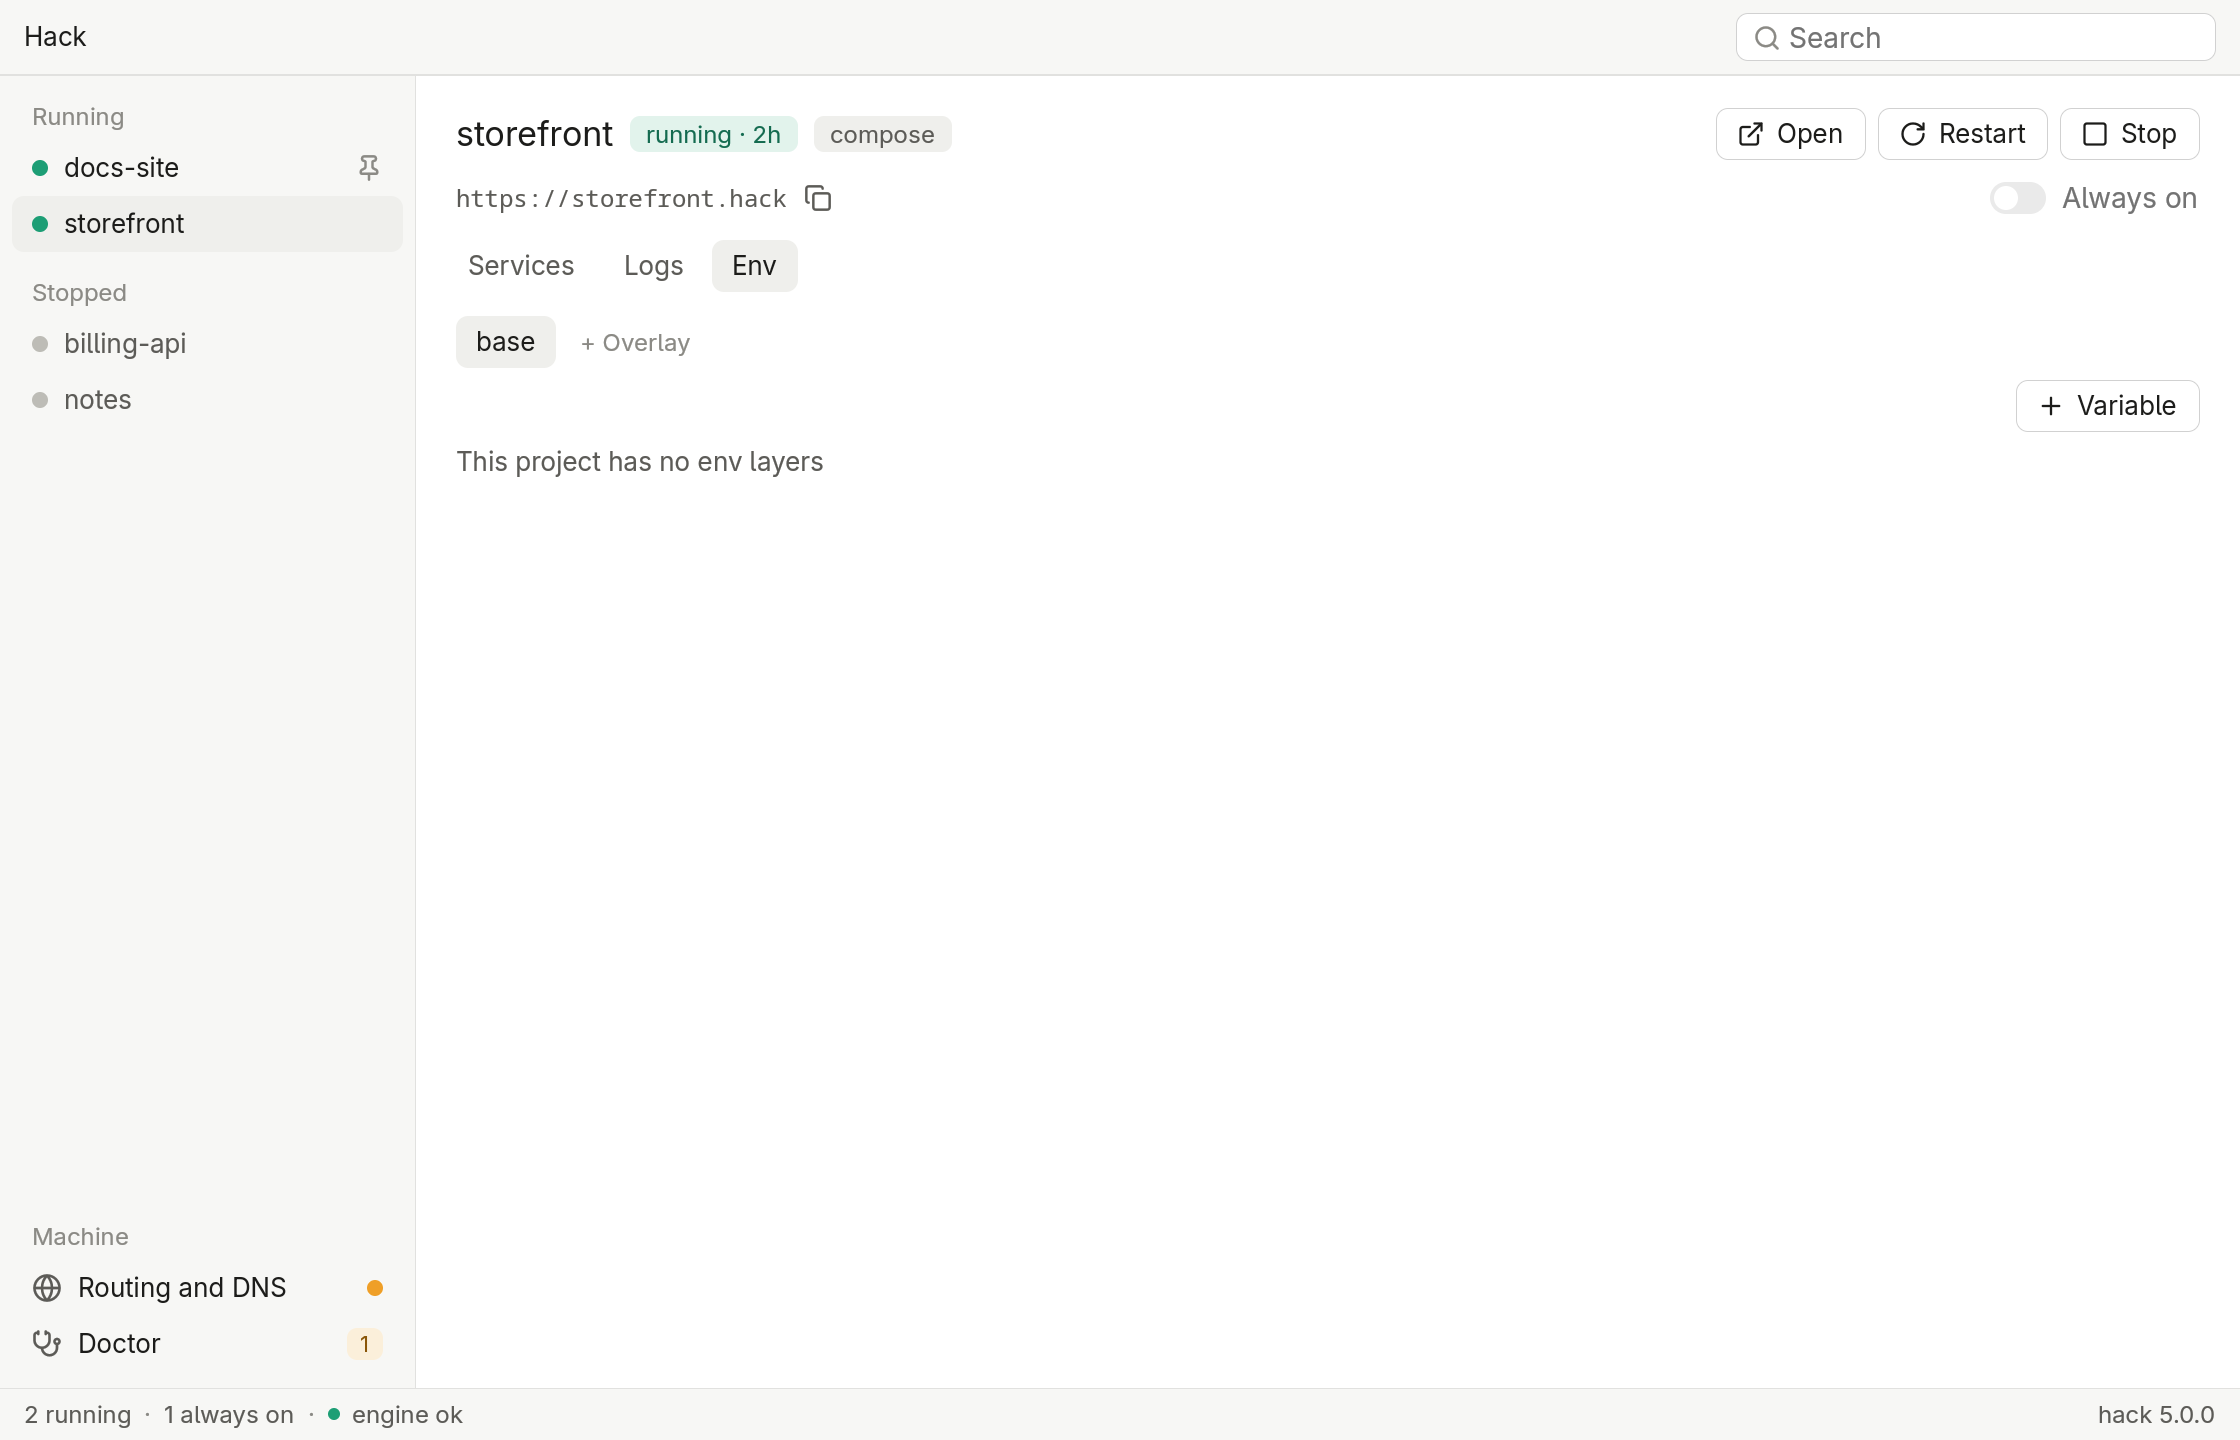 Hack
Search
Running
docs-site
storefront
Stopped
billing-api
notes
Machine
Routing and DNS
Doctor 1
storefront running · 2h compose
Open Restart Stop
https://storefront.hack
Always on
Services Logs Env
base + Overlay
+ Variable
This project has no env layers
2 running · 1 always on · engine ok
hack 5.0.0